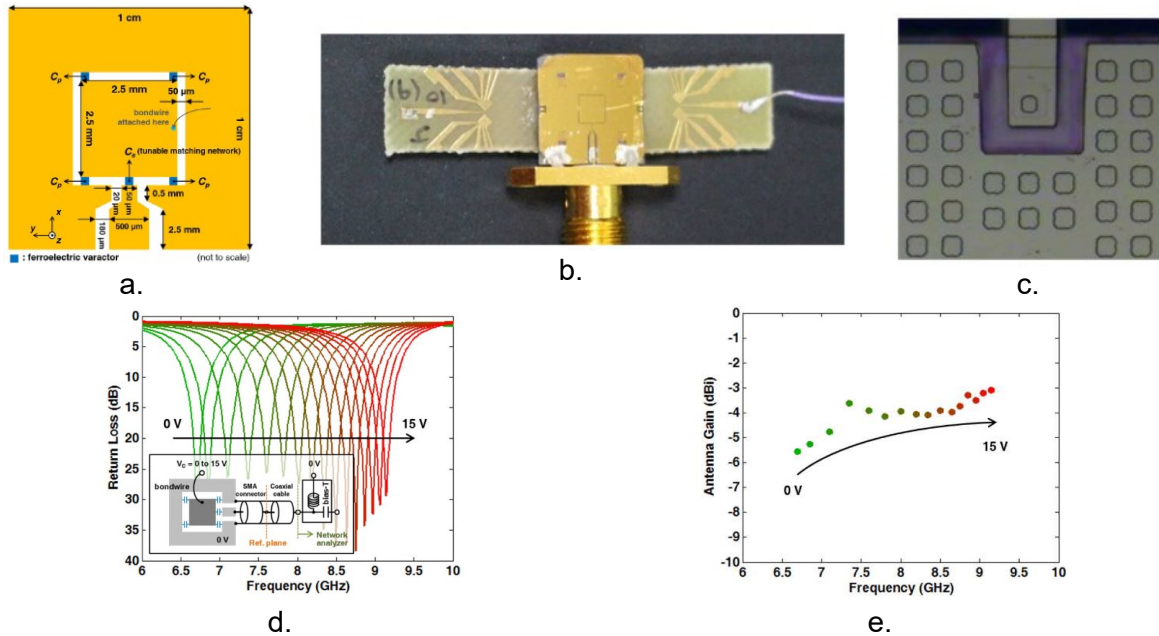 1 cm
Cp
Cp
2.5 mm
50 µm
bondwire
attached here
2.5 mm
1 cm
Cs (tunable matching network)
Cp
Cp
20 µm
50 µm
0.5 mm
180 µm
500 µm
2.5 mm
x
y
z
: ferroelectric varactor
(not to scale)
a.
b.
c.
0
5
10
15
20
25
30
35
40
Return Loss (dB)
0 V
15 V
VC = 0 to 15 V
bondwire
SMA
connector
Coaxial
cable
0 V
bias-T
Ref. plane
Network
analyzer
0 V
6
6.5
7
7.5
8
8.5
9
9.5
10
Frequency (GHz)
d.
0
-1
-2
-3
-4
-5
-6
-7
-8
-9
-10
Antenna Gain (dBi)
0 V
15 V
6
6.5
7
7.5
8
8.5
9
9.5
10
Frequency (GHz)
e.